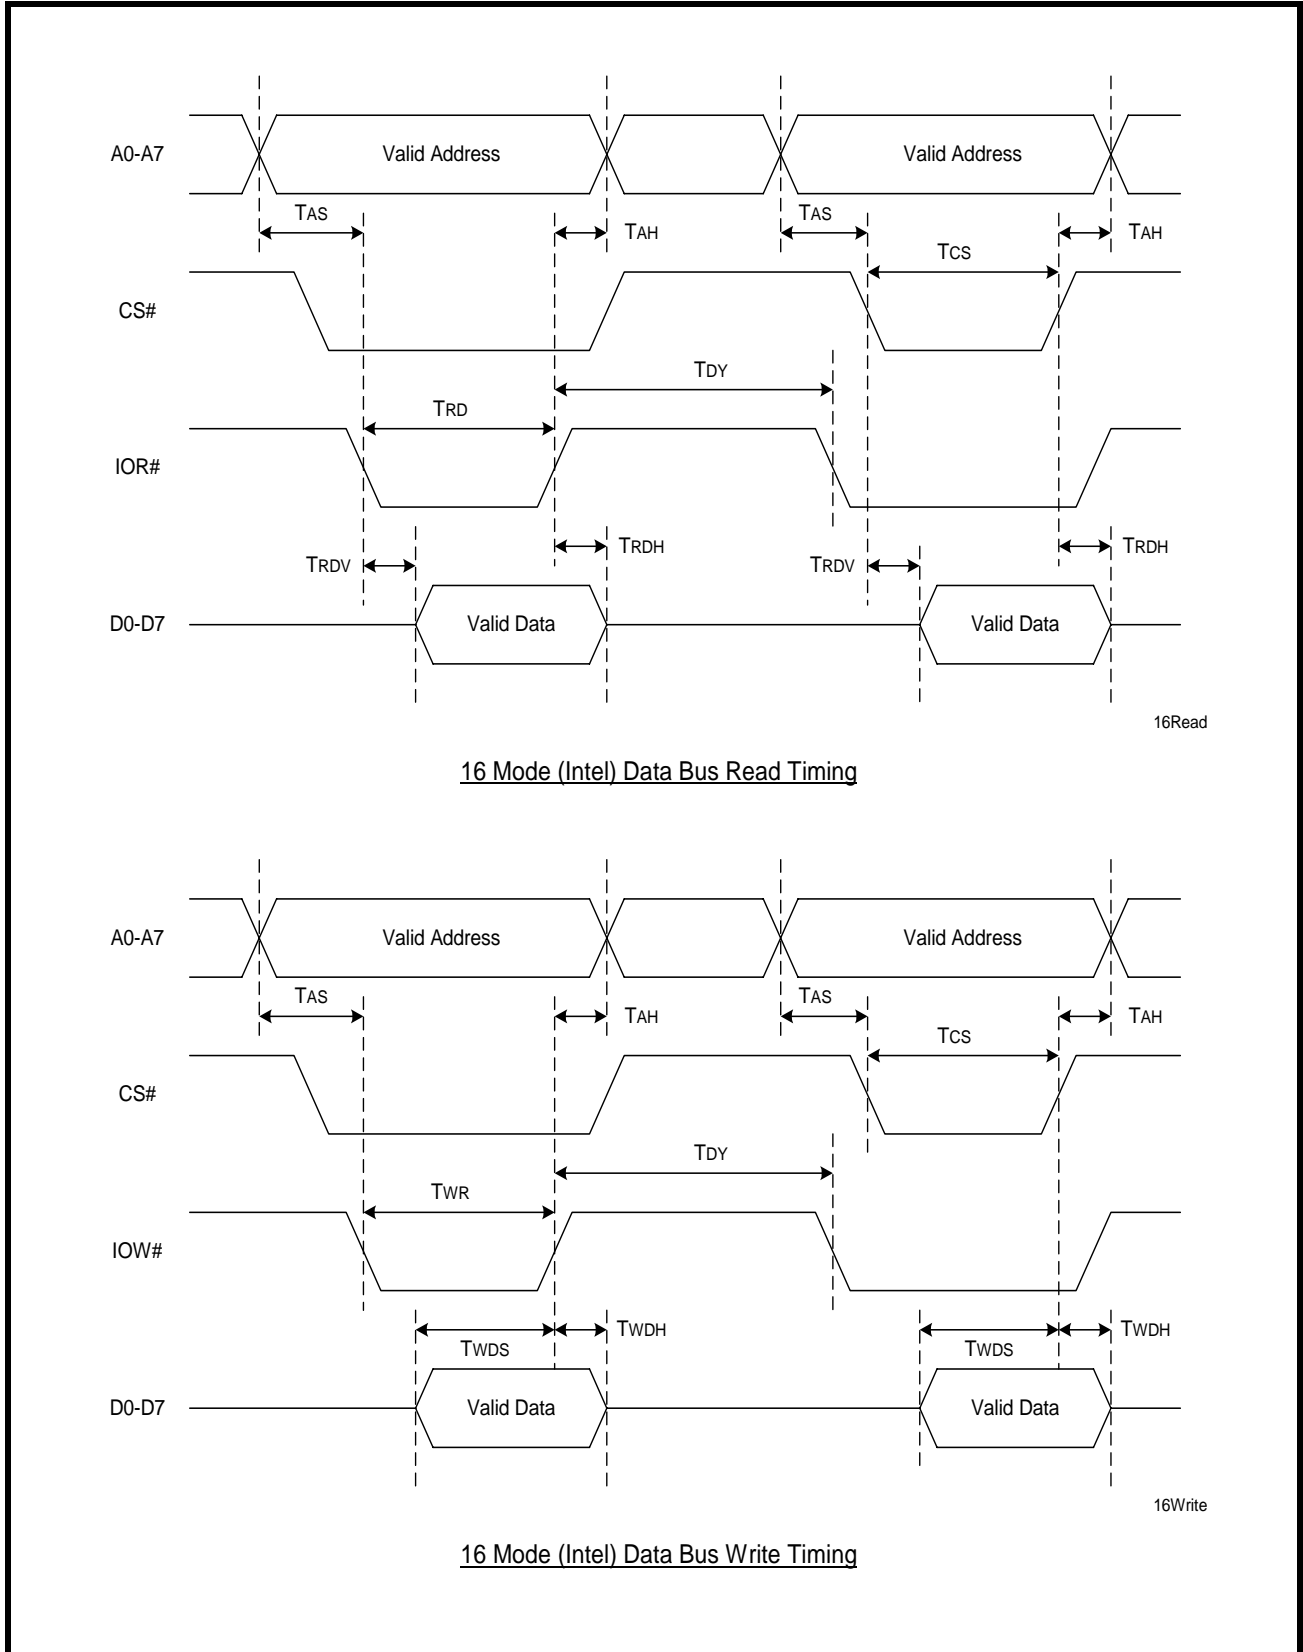 A0-A7 Valid Address Valid Address
TAS TAH TAS TAH
TCS
CS#
TDY
TRD
IOR#
TRDH TRDH
TRDV TRDV
D0-D7 Valid Data Valid Data
16Read
16 Mode (Intel) Data Bus Read Timing
A0-A7 Valid Address Valid Address
TAS TAH TAS TAH
TCS
CS#
TDY
TWR
IOW#
TWDH TWDH
TWDS TWDS
D0-D7 Valid Data Valid Data
16Write
16 Mode (Intel) Data Bus Write Timing